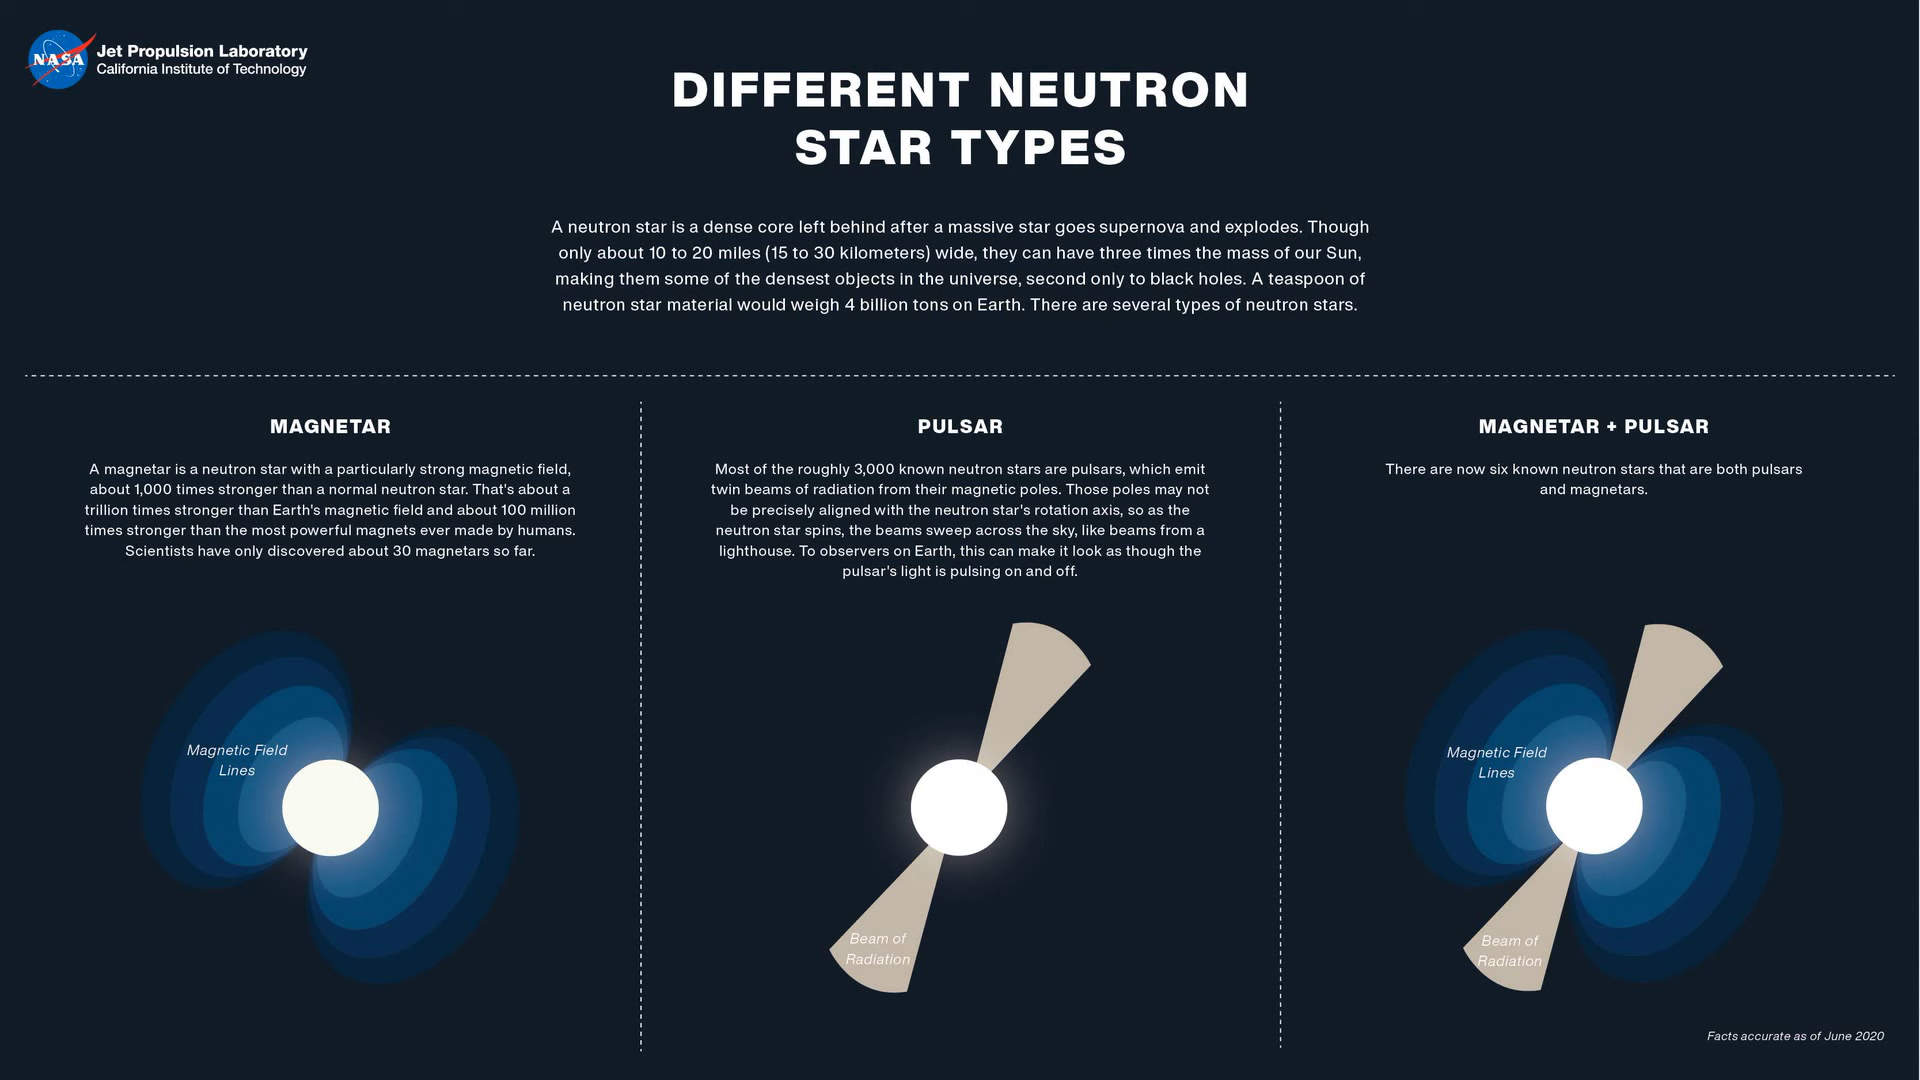 NASA
Jet Propulsion Laboratory
California Institute of Technology
DIFFERENT NEUTRON
STAR TYPES
A neutron star is a dense core left behind after a massive star goes supernova and explodes. Though
only about 10 to 20 miles (15 to 30 kilometers) wide, they can have three times the mass of our Sun,
making them some of the densest objects in the universe, second only to black holes. A teaspoon of
neutron star material would weigh 4 billion tons on Earth. There are several types of neutron stars.
MAGNETAR
A magnetar is a neutron star with a particularly strong magnetic field,
about 1,000 times stronger than a normal neutron star. That's about a
trillion times stronger than Earth's magnetic field and about 100 million
times stronger than the most powerful magnets ever made by humans.
Scientists have only discovered about 30 magnetars so far.
Magnetic Field
Lines
PULSAR
Most of the roughly 3,000 known neutron stars are pulsars, which emit
twin beams of radiation from their magnetic poles. Those poles may not
be precisely aligned with the neutron star's rotation axis, so as the
neutron star spins, the beams sweep across the sky, like beams from a
lighthouse. To observers on Earth, this can make it look as though the
pulsar's light is pulsing on and off.
Beam of
Radiation
MAGNETAR + PULSAR
There are now six known neutron stars that are both pulsars
and magnetars.
Magnetic Field
Lines
Beam of
Radiation
Facts accurate as of June 2020